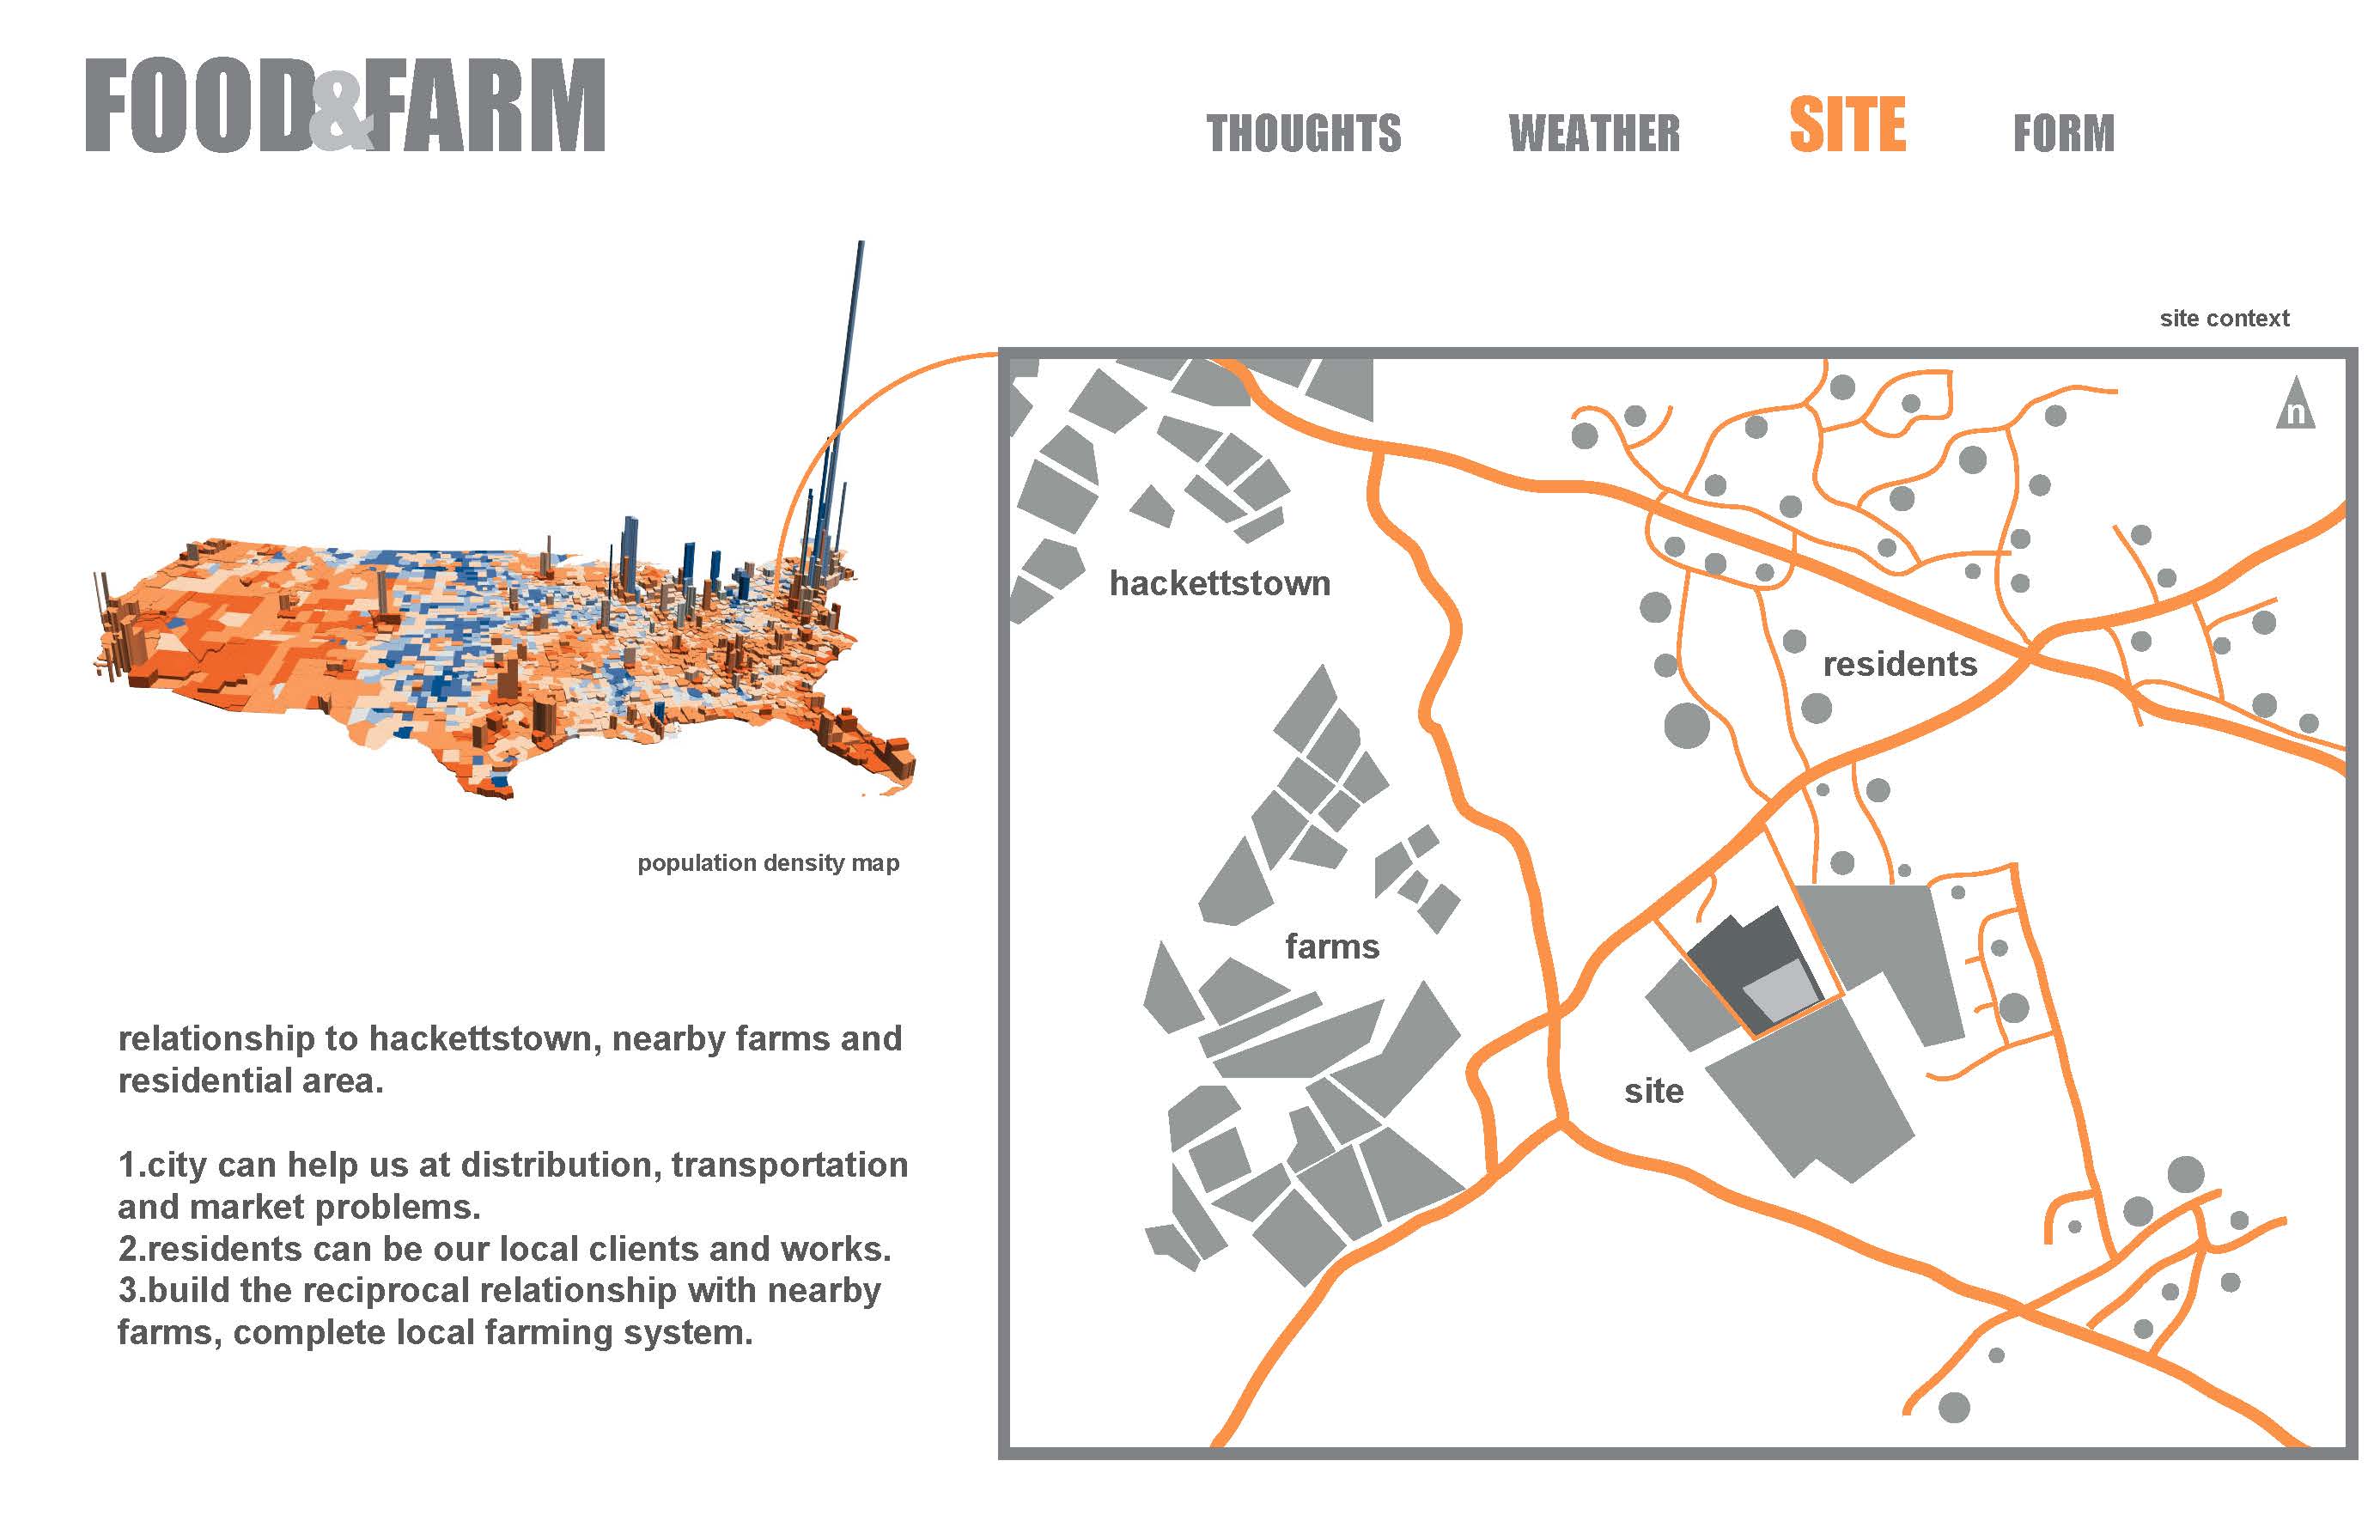 FOOD&FARM
THOUGHTS WEATHER SITE FORM
site context
n
hackettstown
residents
population density map
farms
relationship to hackettstown, nearby farms and
residential area.
1.city can help us at distribution, transportation
and market problems.
2.residents can be our local clients and works.
3.build the reciprocal relationship with nearby
farms, complete local farming system.
site